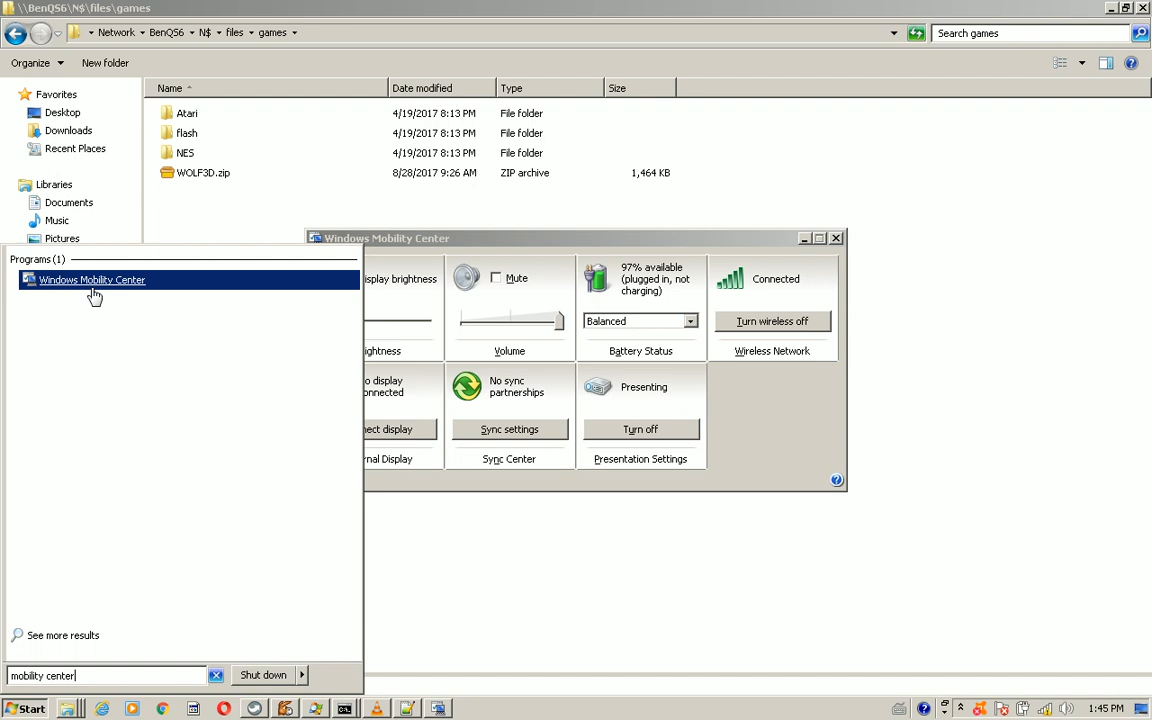 \\BenQS6\N$\files\games
Network BenQS6 N$ files games
Search games
Organize New folder
Name Date modified Type Size
Favorites
Desktop
Downloads
Recent Places
Libraries
Documents
Music
Pictures
Atari 4/19/2017 8:13 PM File folder
flash 4/19/2017 8:13 PM File folder
NES 4/19/2017 8:13 PM File folder
WOLF3D.zip 8/28/2017 9:26 AM ZIP archive 1,464 KB
Windows Mobility Center
isplay brightness
ightness
Mute
Volume
97% available
(plugged in, not
charging)
Balanced
Battery Status
Connected
Turn wireless off
Wireless Network
o display
onnected
nect display
nal Display
No sync
partnerships
Sync settings
Sync Center
Presenting
Turn off
Presentation Settings
Programs (1)
Windows Mobility Center
See more results
mobility center
Shut down
Start
1:45 PM